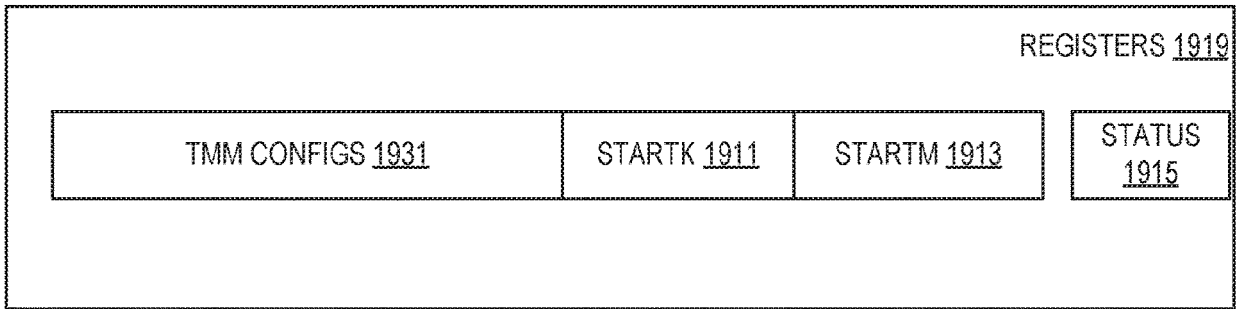 REGISTERS 1919
TMM CONFIGS 1931 STARTK 1911 STARTM 1913 STATUS
1915